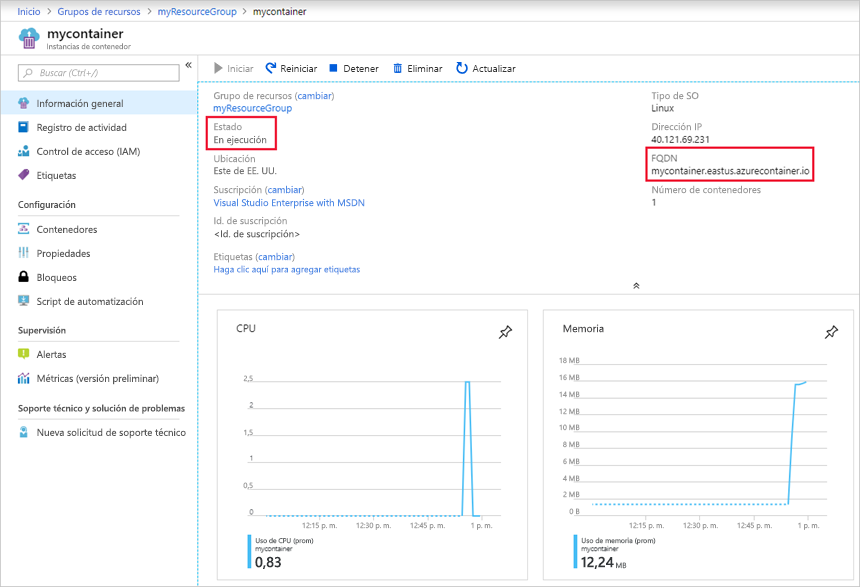 Inicio > Grupos de recursos > myResourceGroup > mycontainer
mycontainer
Instancias de contenedor
Buscar (Ctrl+/)
«
Información general
Registro de actividad
Control de acceso (IAM)
Etiquetas
Configuración
Contenedores
Propiedades
Bloqueos
Script de automatización
Supervisión
Alertas
Métricas (versión preliminar)
Soporte técnico y solución de problemas
Nueva solicitud de soporte técnico
Iniciar Reiniciar Detener Eliminar Actualizar
Grupo de recursos (cambiar)
myResourceGroup
Estado
En ejecución
Ubicación
Este de EE. UU.
Suscripción (cambiar)
Visual Studio Enterprise with MSDN
Id. de suscripción
<Id. de suscripción>
Etiquetas (cambiar)
Haga clic aquí para agregar etiquetas
Tipo de SO
Linux
Dirección IP
40.121.69.231
FQDN
mycontainer.eastus.azurecontainer.io
Número de contenedores
1
CPU
2,5
2
1,5
1
0,5
0
12:15 p. m. 12:30 p. m. 12:45 p. m. 1 p. m.
Uso de CPU (prom)
mycontainer
0,83
Memoria
18 MB
16 MB
14 MB
12 MB
10 MB
8 MB
6 MB
4 MB
2 MB
0 B
12:15 p. m. 12:30 p. m. 12:45 p. m. 1 p. m.
Uso de memoria (prom)
mycontainer
12,24 MB